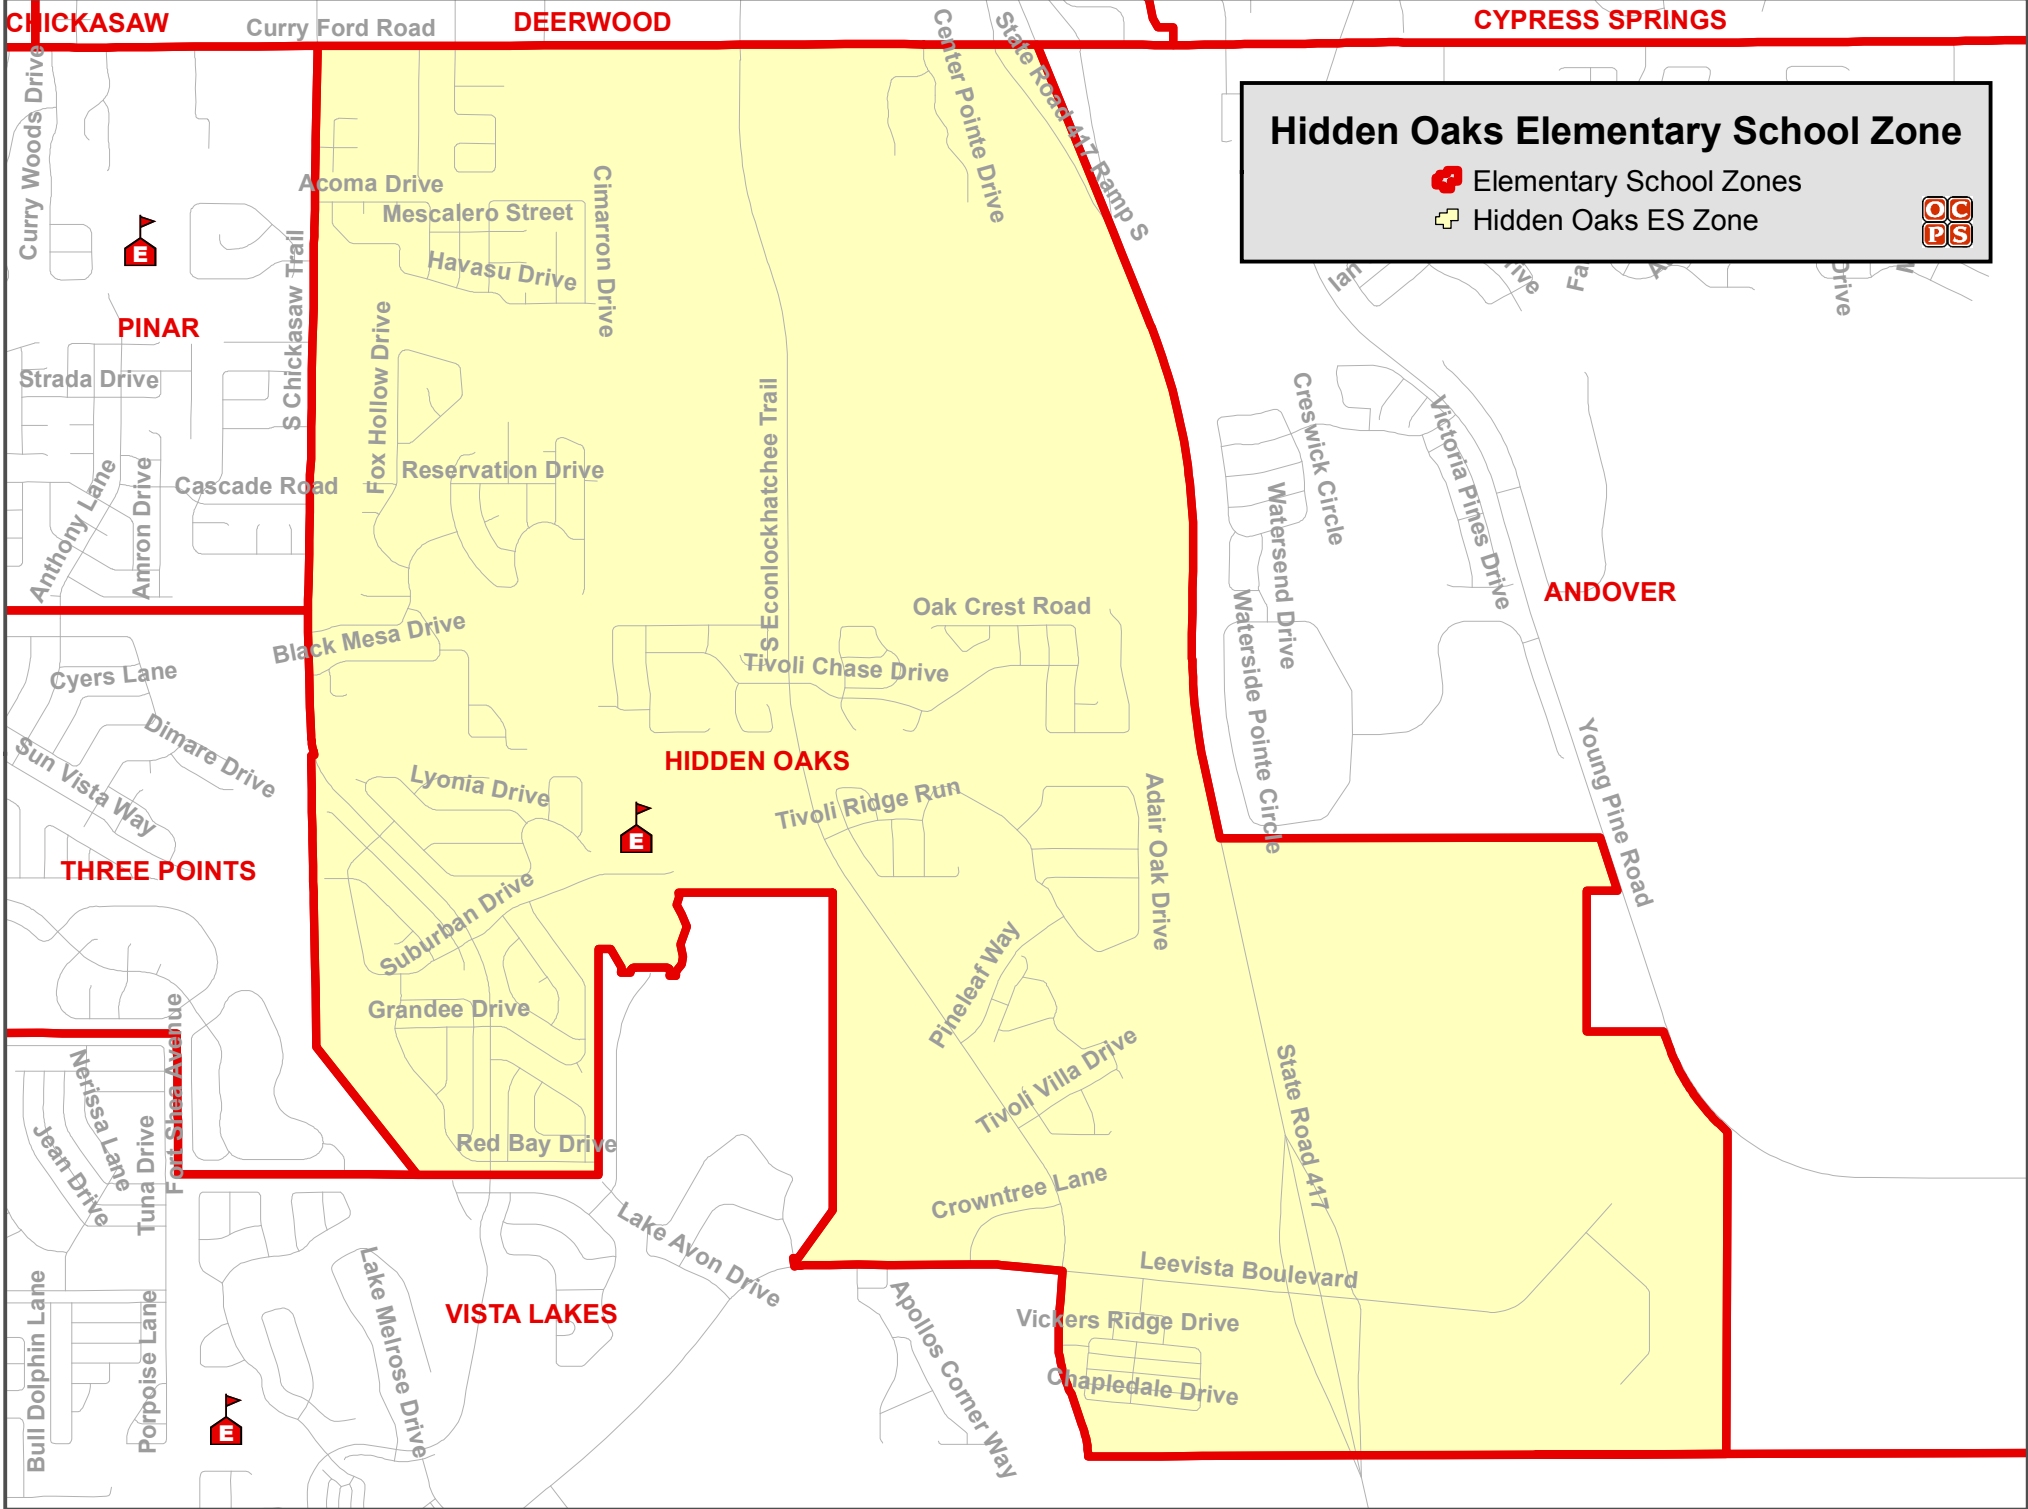 CHICKASAW
Curry Ford Road
DEERWOOD
CYPRESS SPRINGS
Curry Woods Drive
Center Pointe Drive
State Road 417 Ramp S
Hidden Oaks Elementary School Zone
Elementary School Zones
Hidden Oaks ES Zone
O C
P S
Acoma Drive
Mescalero Street
Cimarron Drive
Havasu Drive
E
S Chickasaw Trail
PINAR
Fox Hollow Drive
Drive
Strada Drive
S Econlockhatchee Trail
Creswick Circle
Victoria Pines Drive
Reservation Drive
Cascade Road
Anthony Lane
Amron Drive
Watersend Drive
ANDOVER
Oak Crest Road
Waterside Pointe Circle
Black Mesa Drive
Tivoli Chase Drive
Cyers Lane
Dimare Drive
Sun Vista Way
Young Pine Road
HIDDEN OAKS
Lyonia Drive
Tivoli Ridge Run
Adair Oak Drive
E
THREE POINTS
Suburban Drive
Pineleaf Way
Grandee Drive
Fort Shea Avenue
Tivoli Villa Drive
State Road 417
Nerissa Lane
Jean Drive
Tuna Drive
Red Bay Drive
Crowntree Lane
Lake Avon Drive
Leevista Boulevard
Lake Melrose Drive
Bull Dolphin Lane
Porpoise Lane
VISTA LAKES
Apollos Corner Way
Vickers Ridge Drive
Chapledale Drive
E